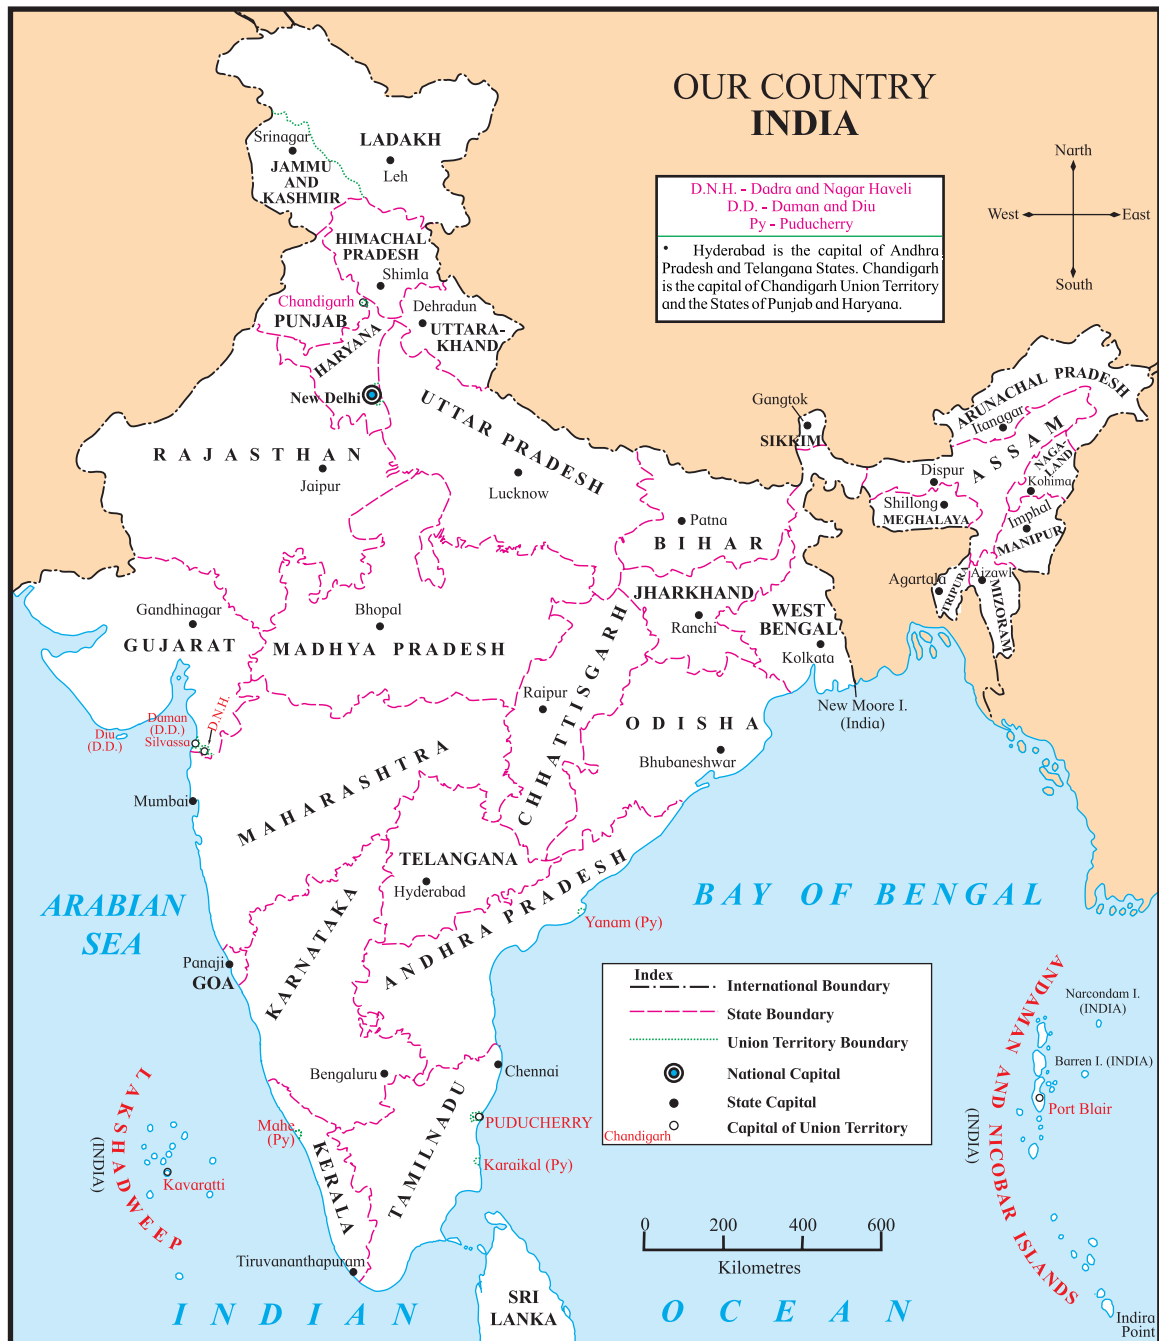 OUR COUNTRY
INDIA
Narth
West
East
South
D.N.H. - Dadra and Nagar Haveli
D.D. - Daman and Diu
Py - Puducherry
• Hyderabad is the capital of Andhra
Pradesh and Telangana States. Chandigarh
is the capital of Chandigarh Union Territory
and the States of Punjab and Haryana.
Srinagar
JAMMU
AND
KASHMIR
LADAKH
Leh
HIMACHAL
PRADESH
Shimla
Chandigarh
PUNJAB
Dehradun
UTTARA-
KHAND
HARYANA
New Delhi
UTTAR PRADESH
Lucknow
RAJASTHAN
Jaipur
Gangtok
SIKKIM
ARUNACHAL PRADESH
Itanagar
ASSAM
Dispur
NAGA-
LAND
Kohima
Shillong
MEGHALAYA
Imphal
MANIPUR
Agartala
TRIPURA
Aizawl
MIZORAM
Patna
BIHAR
JHARKHAND
Ranchi
WEST
BENGAL
Kolkata
New Moore I.
(India)
Gandhinagar
GUJARAT
Bhopal
MADHYA PRADESH
CHHATTISGARH
Raipur
ODISHA
Bhubaneshwar
Diu
(D.D.)
Daman
(D.D.)
Silvassa
D.N.H.
Mumbai
MAHARASHTRA
TELANGANA
Hyderabad
ANDHRA PRADESH
Yanam (Py)
ARABIAN
SEA
BAY OF BENGAL
Panaji
GOA
KARNATAKA
Bengaluru
Chennai
PUDUCHERRY
Karaikal (Py)
Mahe
(Py)
KERALA
TAMILNADU
Tiruvananthapuram
LAKSHADWEEP
(INDIA)
Kavaratti
Index
International Boundary
State Boundary
Union Territory Boundary
National Capital
State Capital
Chandigarh
Capital of Union Territory
0 200 400 600
Kilometres
ANDAMAN AND NICOBAR ISLANDS
(INDIA)
Narcondam I.
(INDIA)
Barren I. (INDIA)
Port Blair
Indira
Point
SRI
LANKA
INDIAN OCEAN